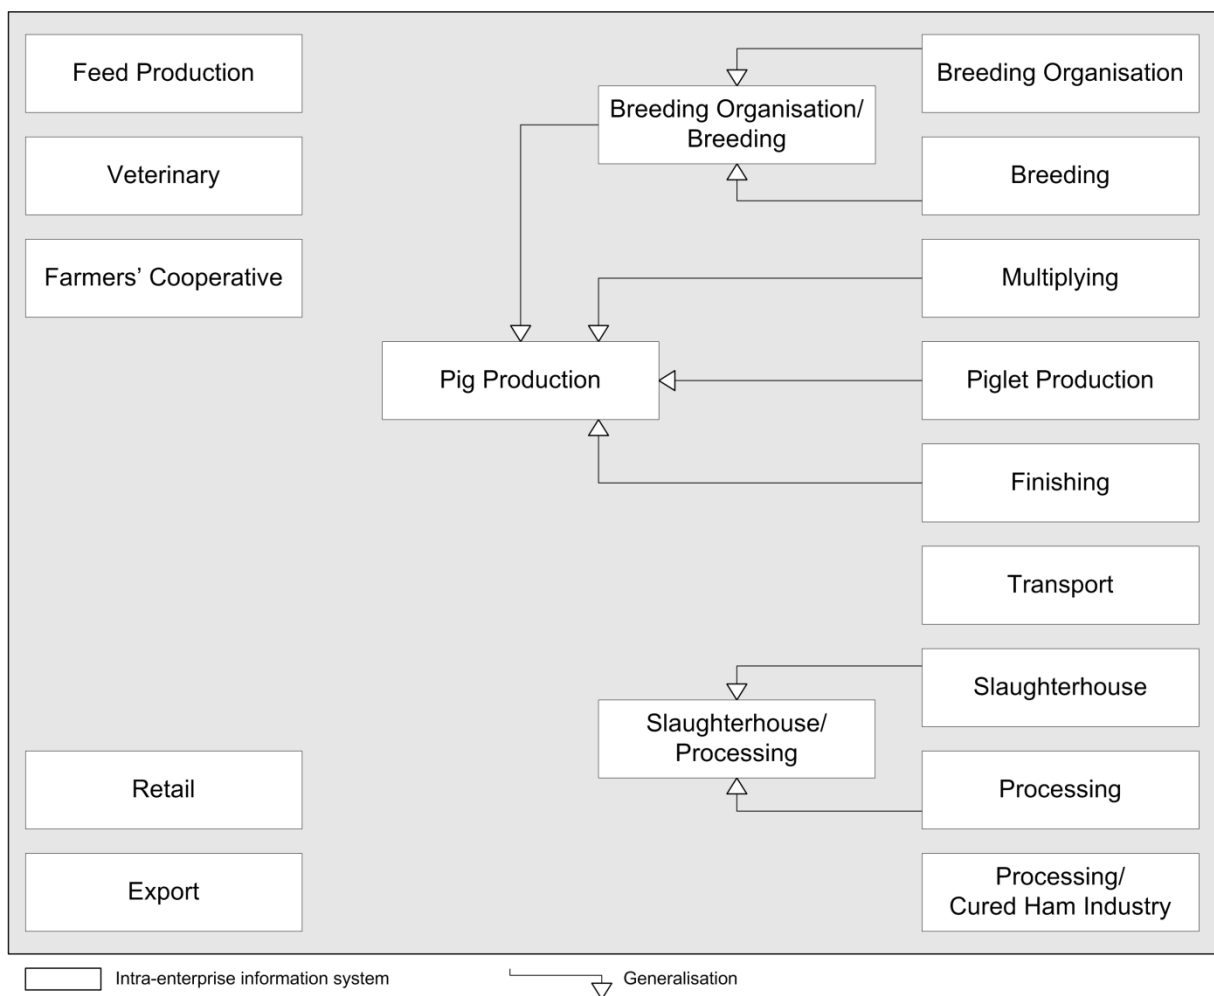 Feed Production
Breeding Organisation
Breeding Organisation/
Breeding
Veterinary
Breeding
Farmers’ Cooperative
Multiplying
Pig Production
Piglet Production
Finishing
Transport
Slaughterhouse
Slaughterhouse/
Processing
Retail
Processing
Export
Processing/
Cured Ham Industry
Intra-enterprise information system
Generalisation